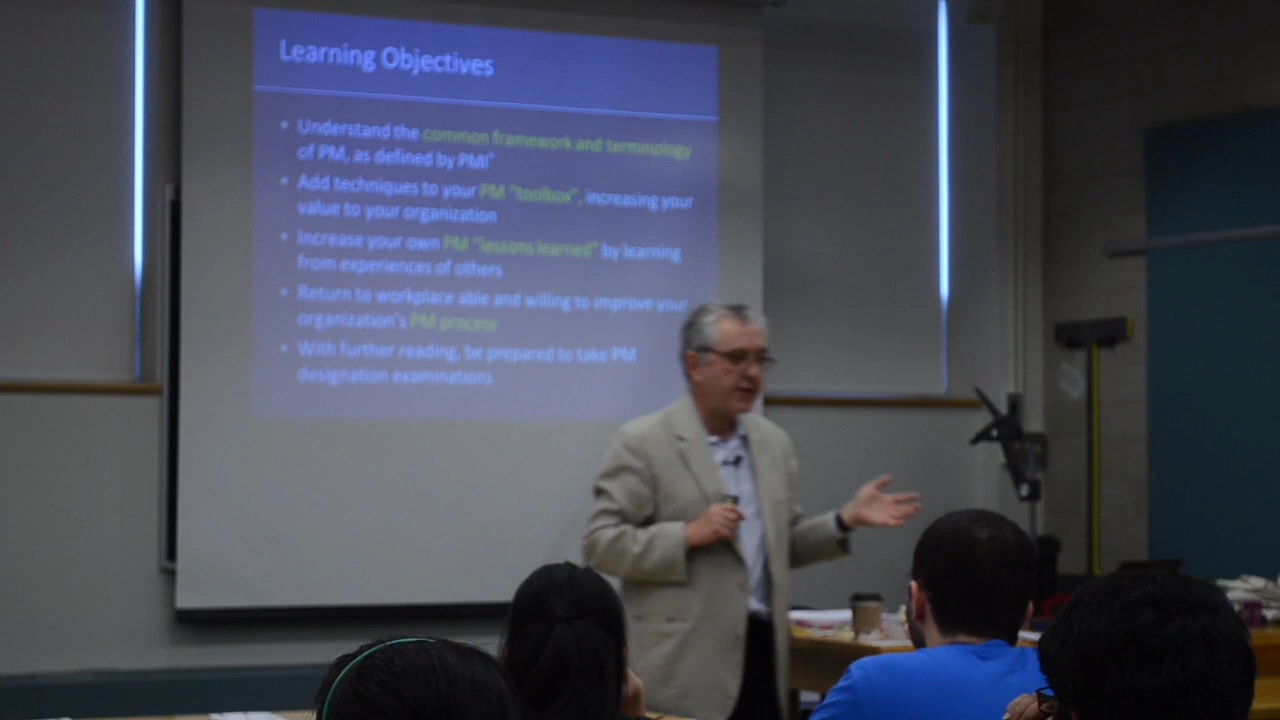 Learning Objectives
• Understand the common framework and terminology
of PM, as defined by PMI®
• Add techniques to your PM "toolbox", increasing your
value to your organization
• Increase your own PM "lessons learned" by learning
from experiences of others
• Return to workplace able and willing to improve your
organization's PM process
• With further reading, be prepared to take PM
designation examinations